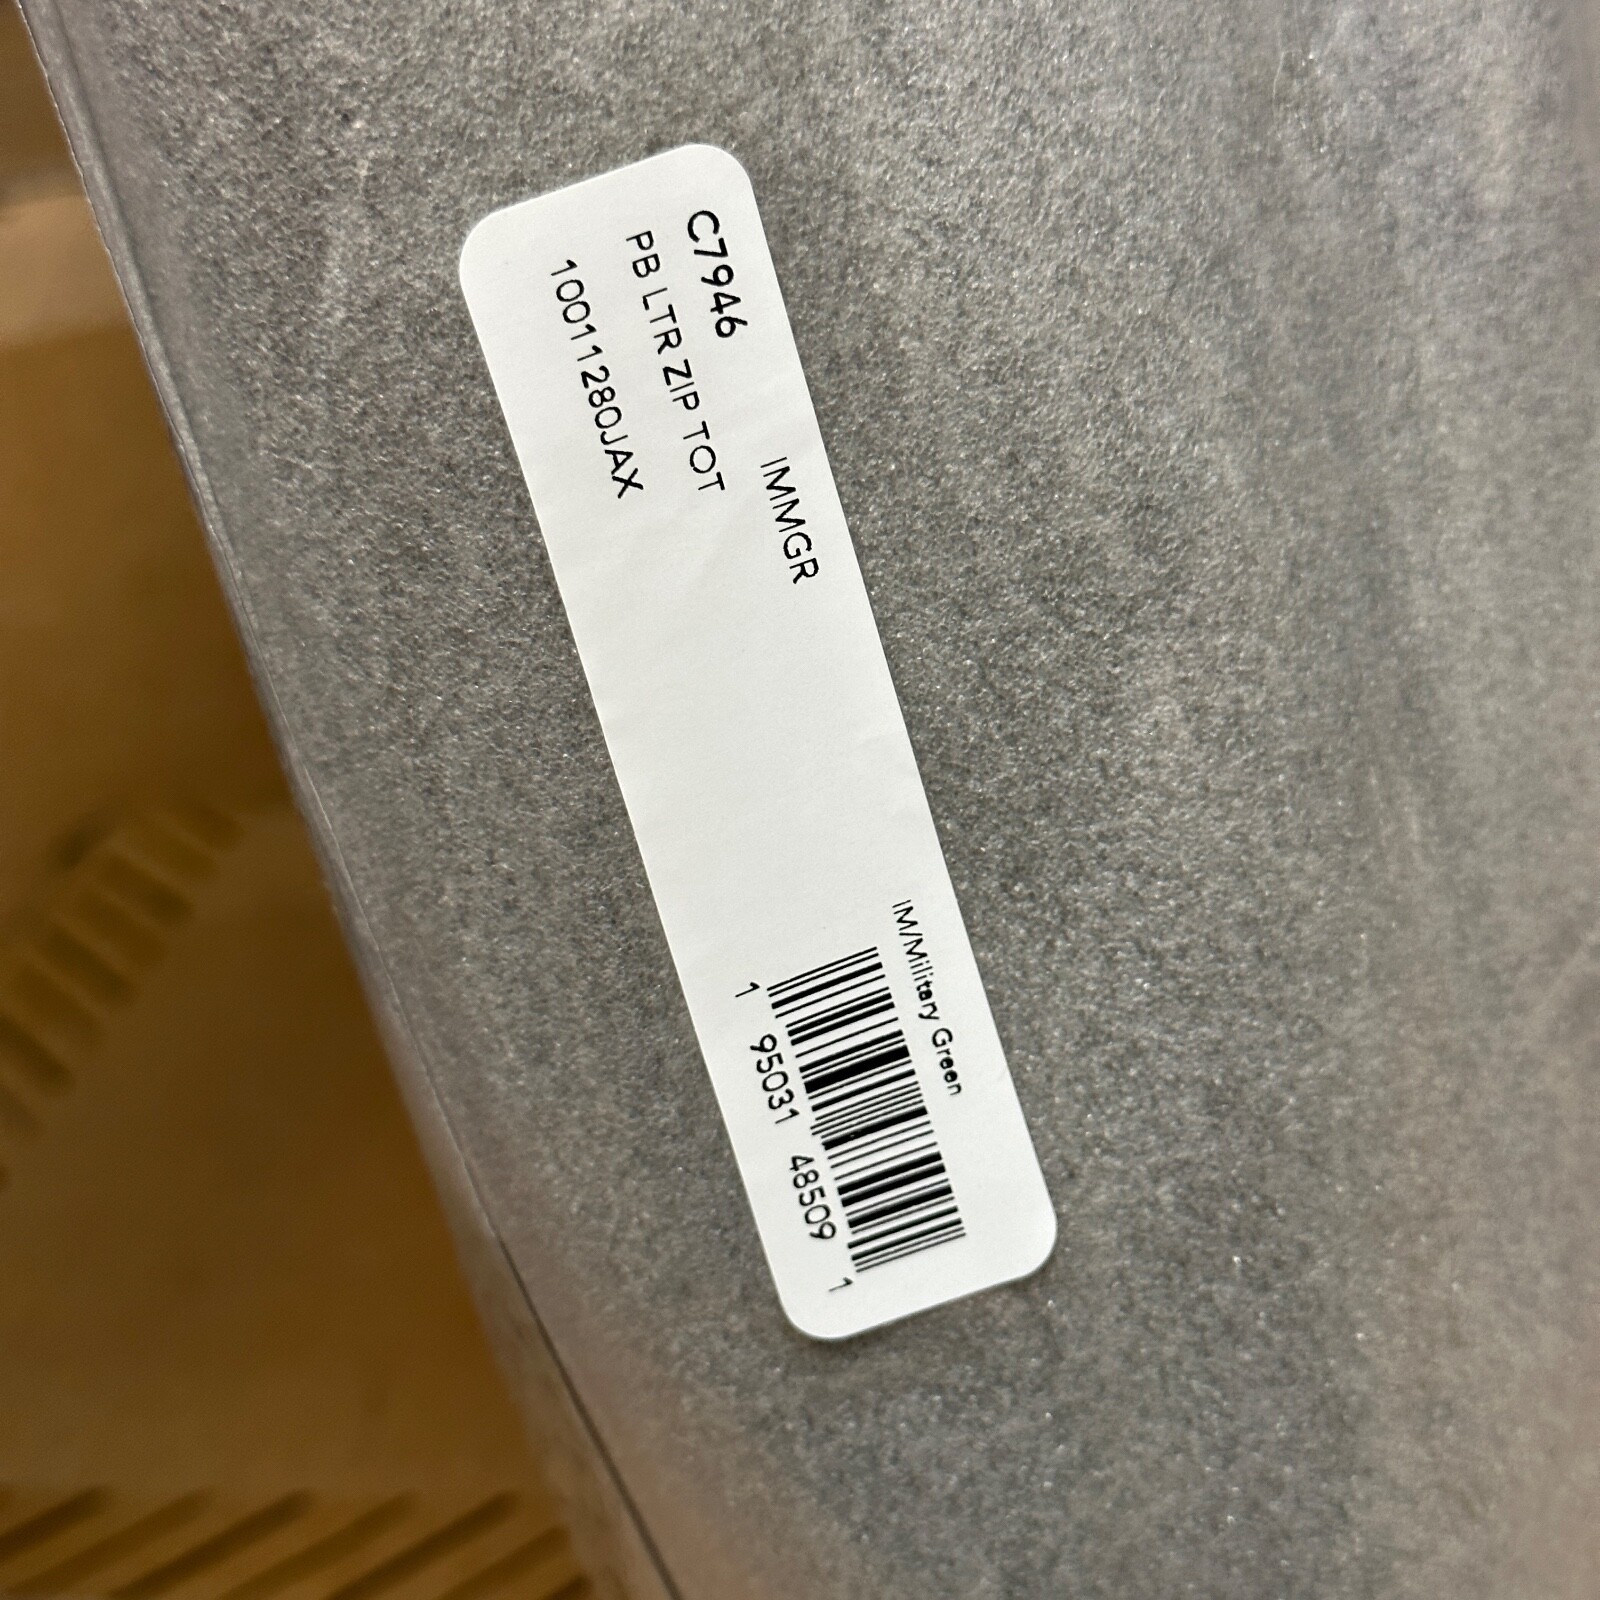 C7946 IMMGR
PB LTR ZIP TOT
10011280JAX
IM/Military Green
1 95031 48509 1